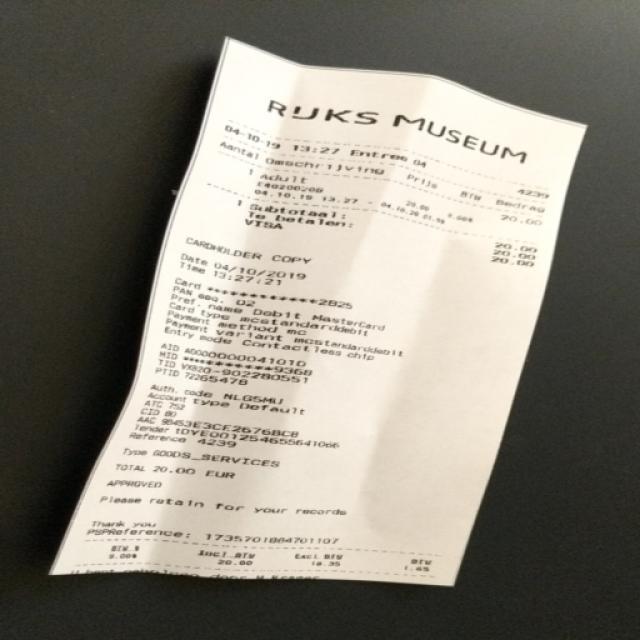 RIJKS MUSEUM
04-10-19 13:27 Entree 04 4239
Aantal Omschrijving Prijs BTW Bedrag
1 Adult 20.00 9.00% 20.00
04.10.19 13.27 - 04.10.20 01.59
1 Subtotaal: 20.00
Te betalen: 20.00
VISA 20.00
CARDHOLDER COPY
Date 04/10/2019
Time 13:27:21
Card ************2825
PAN seq. 02
Pref. name Debit MasterCard
Card type mcstandarddebit
Payment method mc
Payment variant mcstandarddebit
Entry mode Contactless chip
AID A0000000041010
MID ***********9368
TID VX820-902280551
PTID 72265478
Auth. code NLG5MU
Account type Default
ATC 752
CID 80
AAC 98453E3CE2676BCB
Tender
Reference 4239
Type GOODS_SERVICES
TOTAL 20.00 EUR
APPROVED
Please retain for your records
Thank you
PSPReference: 1735701864701107
BTW.% Incl.BTW Excl.BTW BTW
9.00% 20.00 18.35 1.65